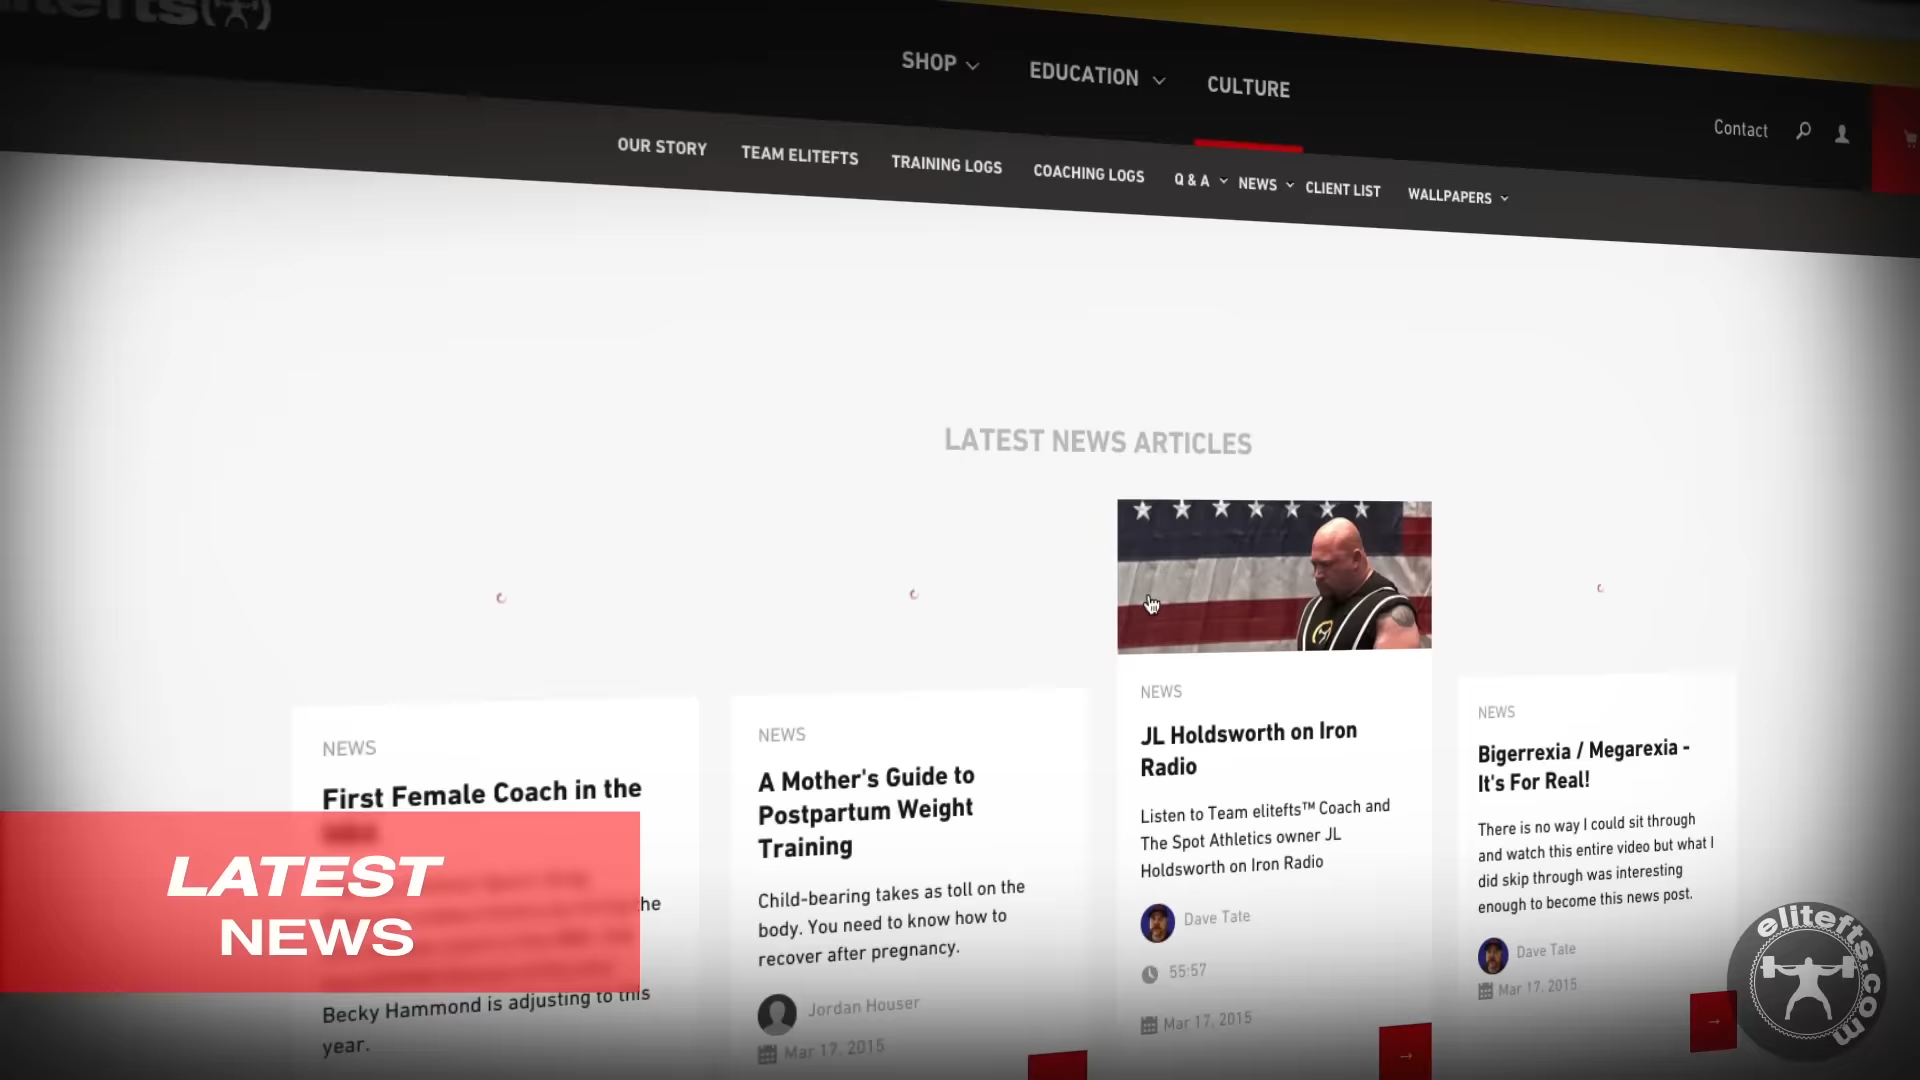 elitefts
SHOP
EDUCATION
CULTURE
Contact
OUR STORY
TEAM ELITEFTS
TRAINING LOGS
COACHING LOGS
Q & A
NEWS
CLIENT LIST
WALLPAPERS
LATEST NEWS ARTICLES
NEWS
First Female Coach in the
the
Becky Hammond is adjusting to this
year.
NEWS
A Mother's Guide to
Postpartum Weight
Training
Child-bearing takes as toll on the
body. You need to know how to
recover after pregnancy.
Jordan Houser
Mar 17, 2015
NEWS
JL Holdsworth on Iron
Radio
Listen to Team elitefts™ Coach and
The Spot Athletics owner JL
Holdsworth on Iron Radio
Dave Tate
55:57
Mar 17, 2015
NEWS
Bigerrexia / Megarexia -
It's For Real!
There is no way I could sit through
and watch this entire video but what I
did skip through was interesting
enough to become this news post.
Dave Tate
Mar 17, 2015
LATEST
NEWS
elitefts.com